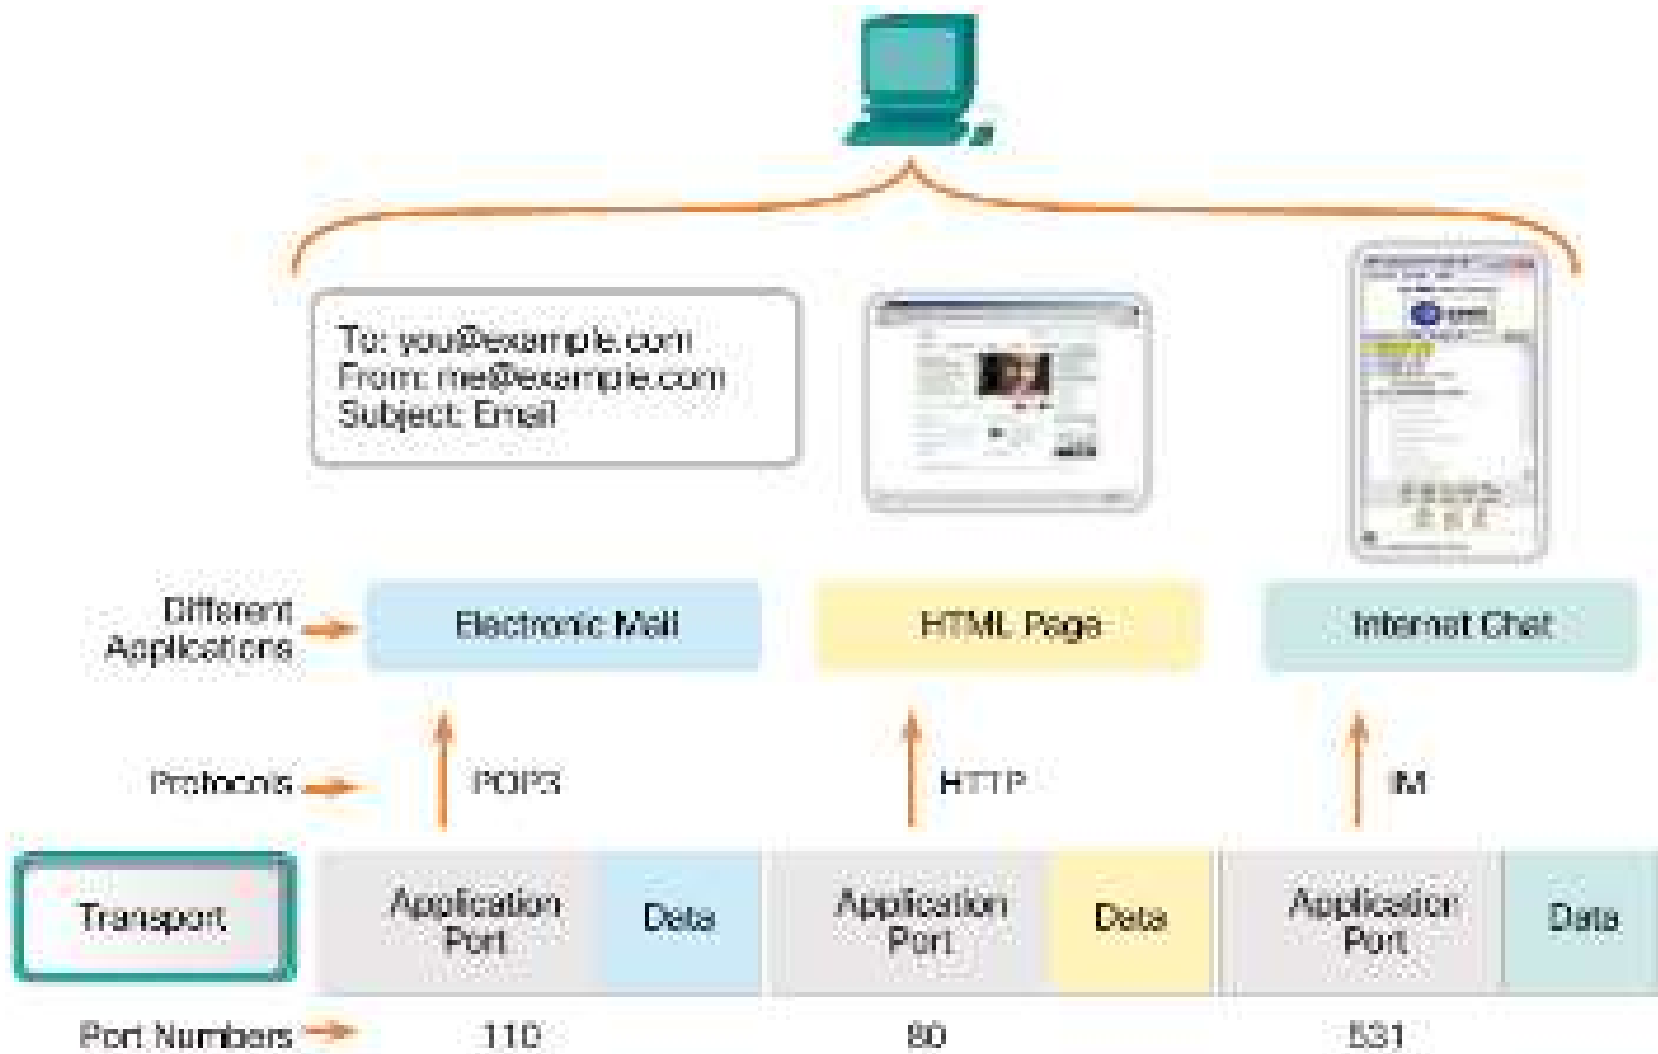 To: you@example.com
From: me@example.com
Subject: Email
Different
Applications
Electronic Mail
HTML Page
Internet Chat
Protocols
POP3
HTTP
IM
Transport
Application
Port
Data
Application
Port
Data
Application
Port
Data
Port Numbers
110
80
531